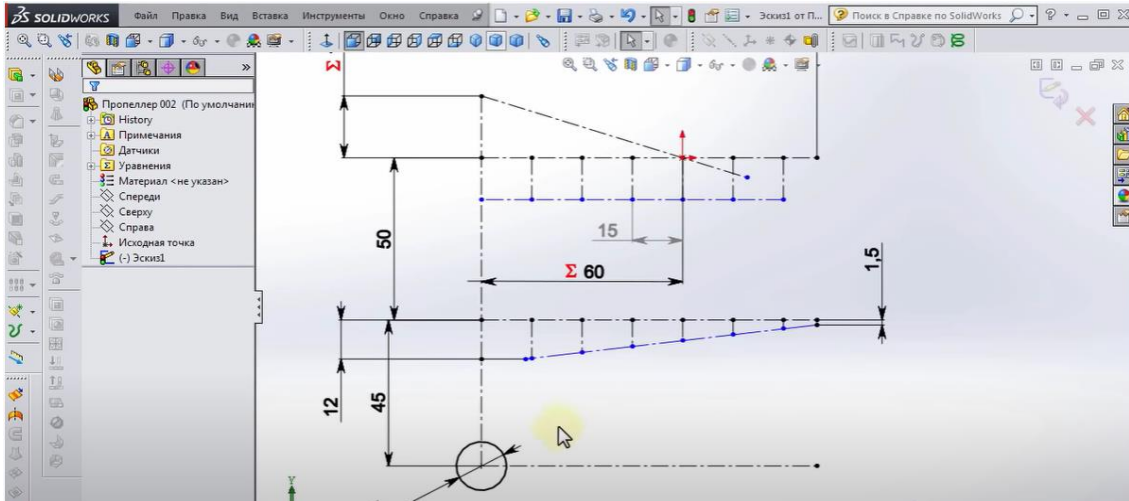 SOLIDWORKS Файл Правка Вид Вставка Инструменты Окно Справка Эскиз1 от П... Поиск в Справке по SolidWorks
Пропеллер 002 (По умолчанию
History
Примечания
Датчики
Уравнения
Материал <не указан>
Спереди
Сверху
Справа
Исходная точка
(-) Эскиз1
Σ
50
15
Σ 60
1,5
12
45
Y